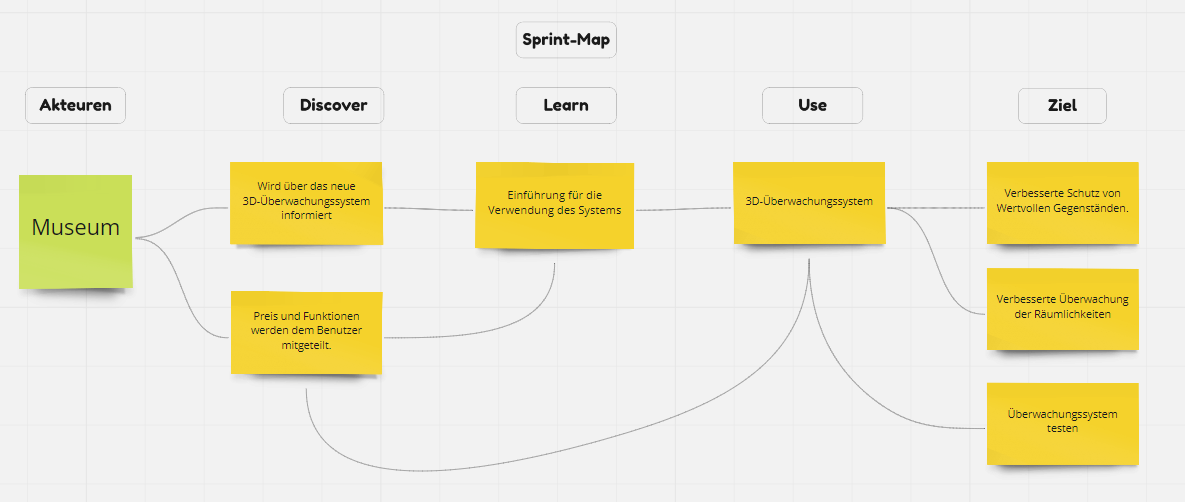 Sprint-Map
Akteuren
Discover
Learn
Use
Ziel
Museum
Wird über das neue
3D-Überwachungssystem
informiert
Einführung für die
Verwendung des Systems
3D-Überwachungssystem
Verbesserte Schutz von
Wertvollen Gegenständen.
Preis und Funktionen
werden dem Benutzer
mitgeteilt.
Verbesserte Überwachung
der Räumlichkeiten
Überwachungssystem
testen